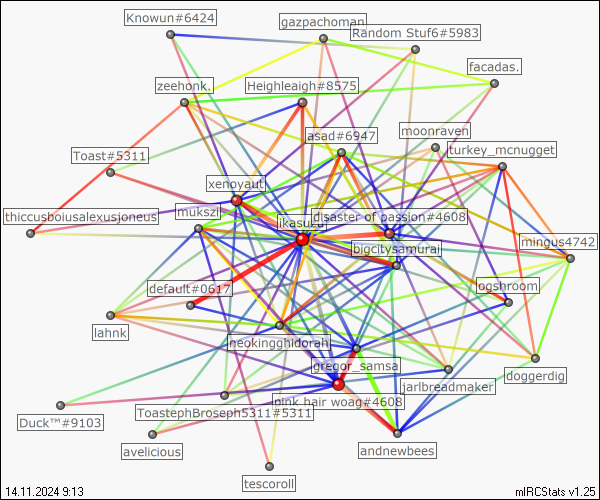 Knowun#6424
gazpachoman
Random Stuf6#5983
facadas.
zeehonk.
Heighleaigh#8575
asad#6947
moonraven
turkey_mcnugget
Toast#5311
xenoyaut
thiccusboiusalexusjoneus
mukszi
ikasuzu
disaster of passion#4608
bigcitysamurai
mingus4742
default#0617
logshroom
lahnk
neokingghidorah
gregor_samsa
jarlbreadmaker
doggerdig
pink hair woag#4608
ToastephBroseph5311#5311
Duck™#9103
avelicious
andnewbees
tescoroll
14.11.2024 9:13
mIRCStats v1.25